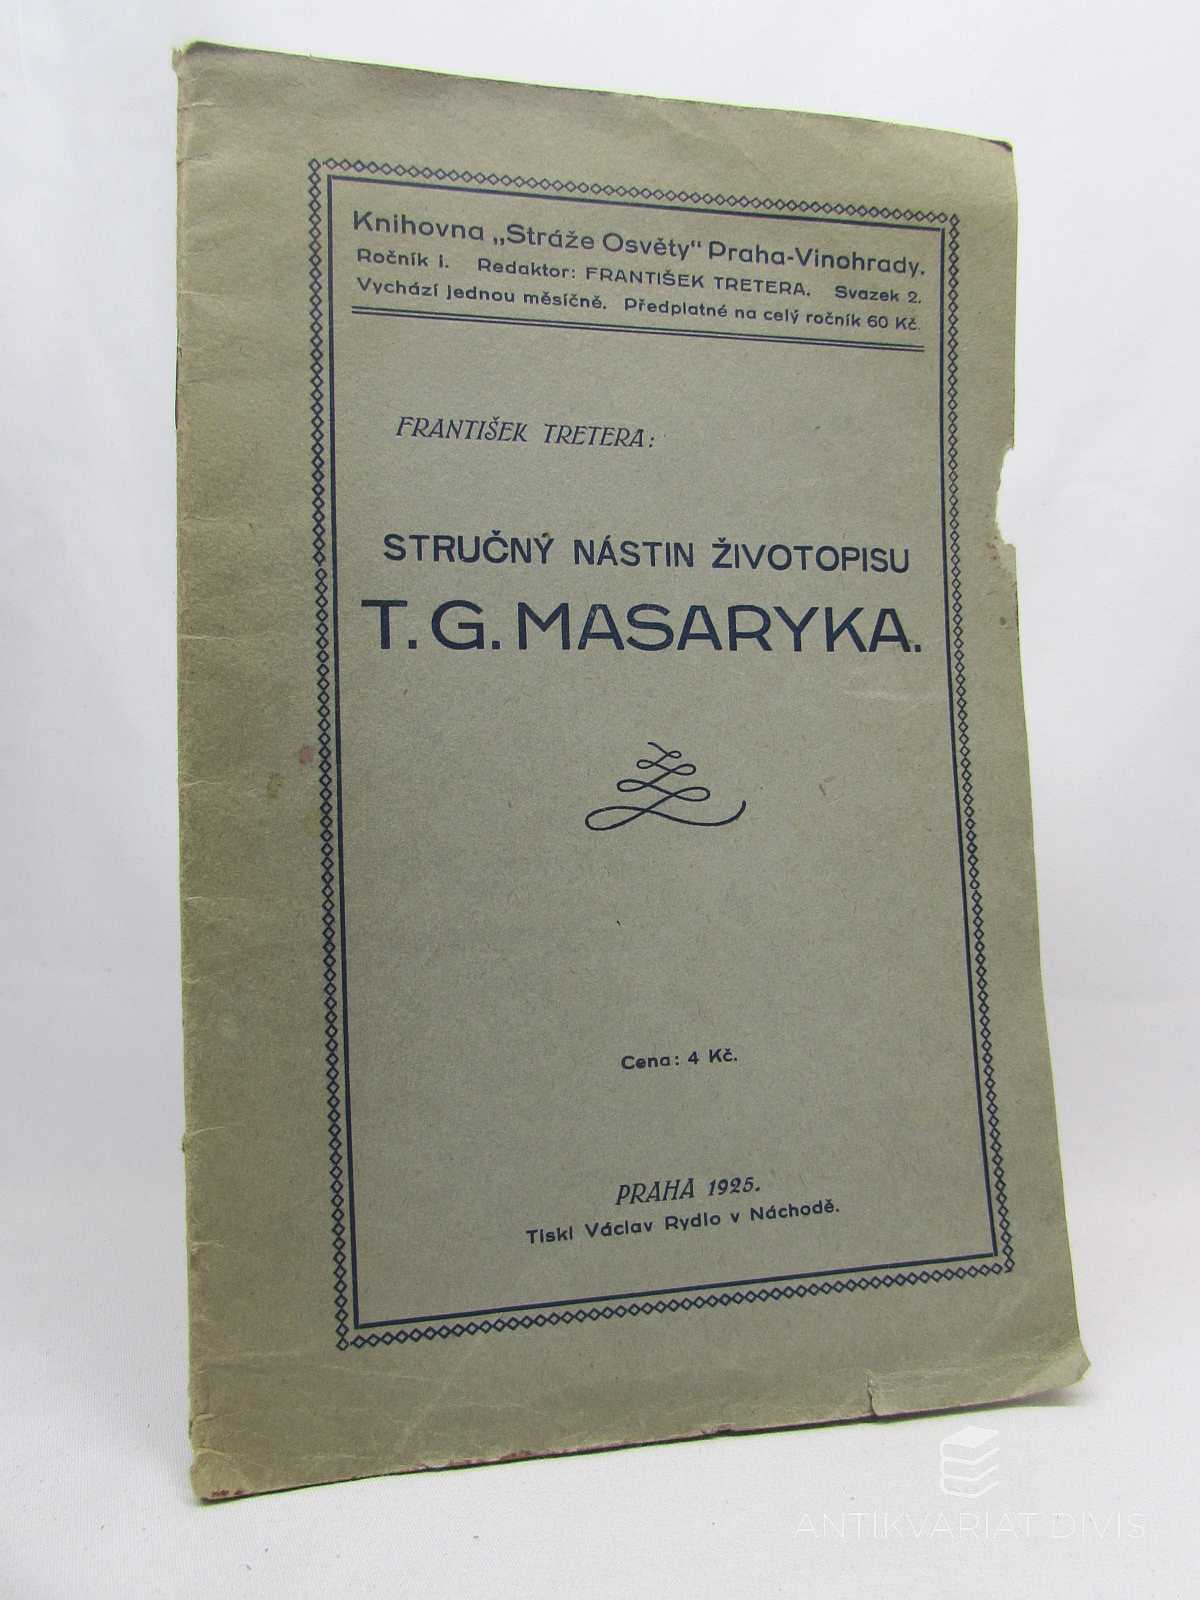 Knihovna „Stráže Osvěty“ Praha-Vinohrady.
Ročník I. Redaktor: FRANTIŠEK TRETERA. Svazek 2.
Vychází jednou měsíčně. Předplatné na celý ročník 60 Kč.
FRANTIŠEK TRETERA:
STRUČNÝ NÁSTIN ŽIVOTOPISU
T. G. MASARYKA.
Cena: 4 Kč.
PRAHA 1925.
Tiskl Václav Rydlo v Náchodě.
ANTIKVARIAT DIVIS